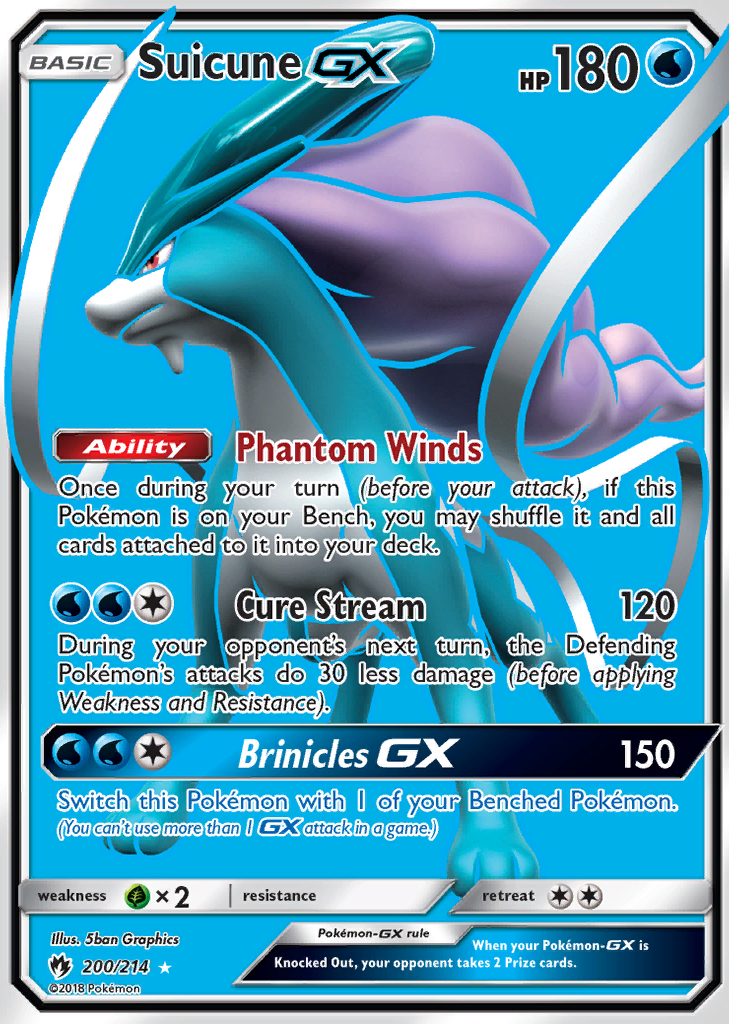 BASIC Suicune GX HP 180
Ability Phantom Winds
Once during your turn (before your attack), if this
Pokémon is on your Bench, you may shuffle it and all
cards attached to it into your deck.
Cure Stream 120
During your opponent's next turn, the Defending
Pokémon's attacks do 30 less damage (before applying
Weakness and Resistance).
Brinicles GX 150
Switch this Pokémon with 1 of your Benched Pokémon.
(You can't use more than 1 GX attack in a game.)
weakness ×2 resistance retreat
Illus. 5ban Graphics
200/214
©2018 Pokémon
Pokémon-GX rule
When your Pokémon-GX is
Knocked Out, your opponent takes 2 Prize cards.